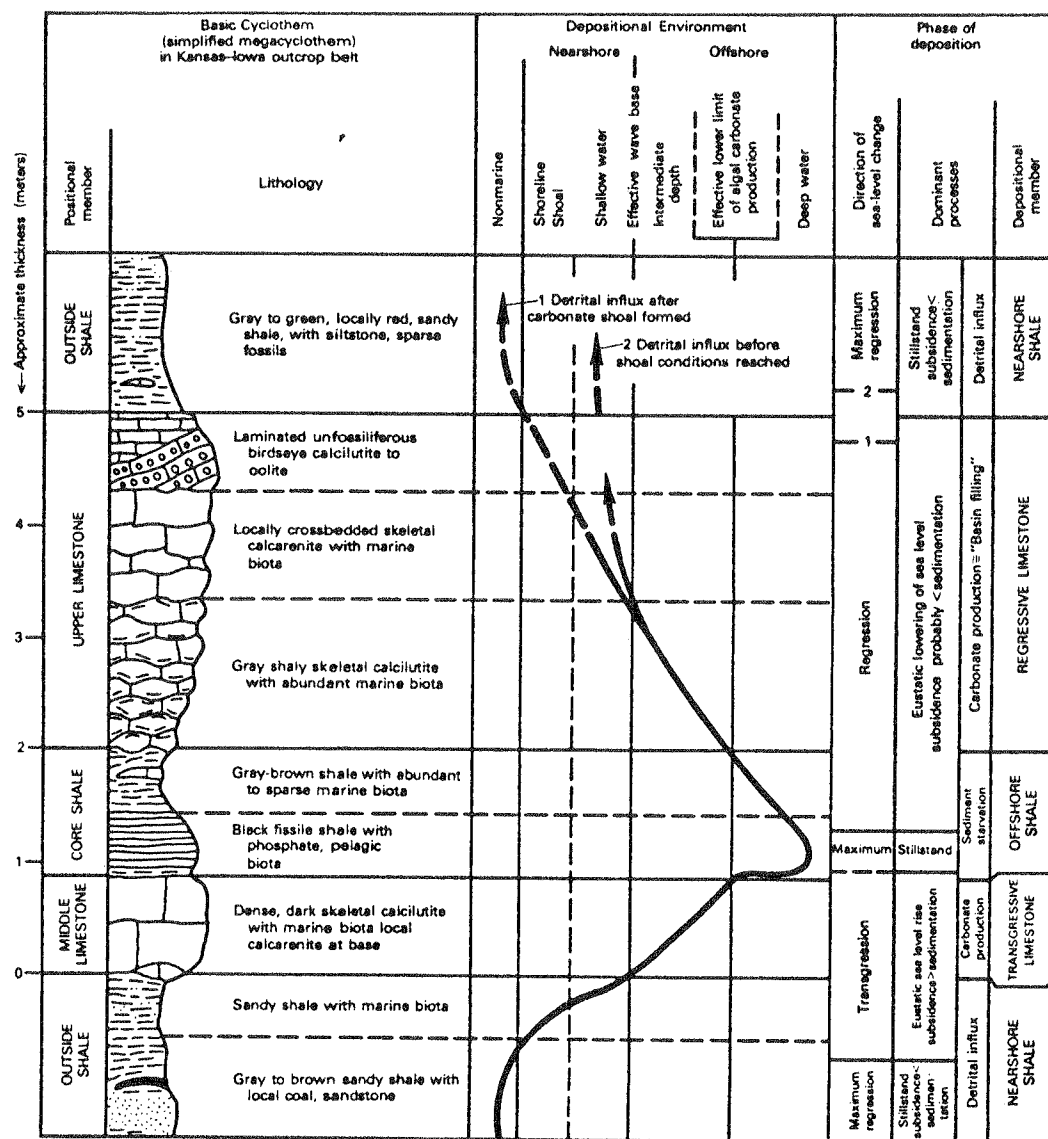 Basic Cyclothem
(simplified megacyclothem)
in Kansas–Iowa outcrop belt
Depositional Environment
Nearshore
Offshore
Phase of
deposition
← Approximate thickness (meters)
Positional
member
Lithology
Nonmarine
Shoreline
Shoal
Shallow water
Effective wave base
Intermediate
depth
Effective lower limit
of algal carbonate
production
Deep water
Direction of
sea-level change
Dominant
processes
Depositional
member
OUTSIDE
SHALE
Gray to green, locally red, sandy
shale, with siltstone, sparse
fossils
1 Detrital influx after
carbonate shoal formed
2 Detrital influx before
shoal conditions reached
Maximum
regression
2
1
Stillstand
subsidence<
sedimentation
Detrital influx
NEARSHORE
SHALE
5
4
3
2
1
0
UPPER LIMESTONE
Laminated unfossiliferous
birdseye calcilutite to
oolite
Locally crossbedded skeletal
calcarenite with marine
biota
Gray shaly skeletal calcilutite
with abundant marine biota
Regression
Eustatic lowering of sea level
subsidence probably <sedimentation
Carbonate production≅"Basin filling"
REGRESSIVE LIMESTONE
CORE SHALE
Gray-brown shale with abundant
to sparse marine biota
Black fissile shale with
phosphate, pelagic
biota
Maximum
Stillstand
Sediment
starvation
OFFSHORE
SHALE
MIDDLE
LIMESTONE
Dense, dark skeletal calcilutite
with marine biota local
calcarenite at base
Transgression
Eustatic sea level rise
subsidence>sedimentation
Carbonate
production
TRANSGRESSIVE
LIMESTONE
OUTSIDE
SHALE
Sandy shale with marine biota
Gray to brown sandy shale with
local coal, sandstone
Maximum
regression
Stillstand
subsidence<
sedimen-
tation
Detrital influx
NEARSHORE
SHALE